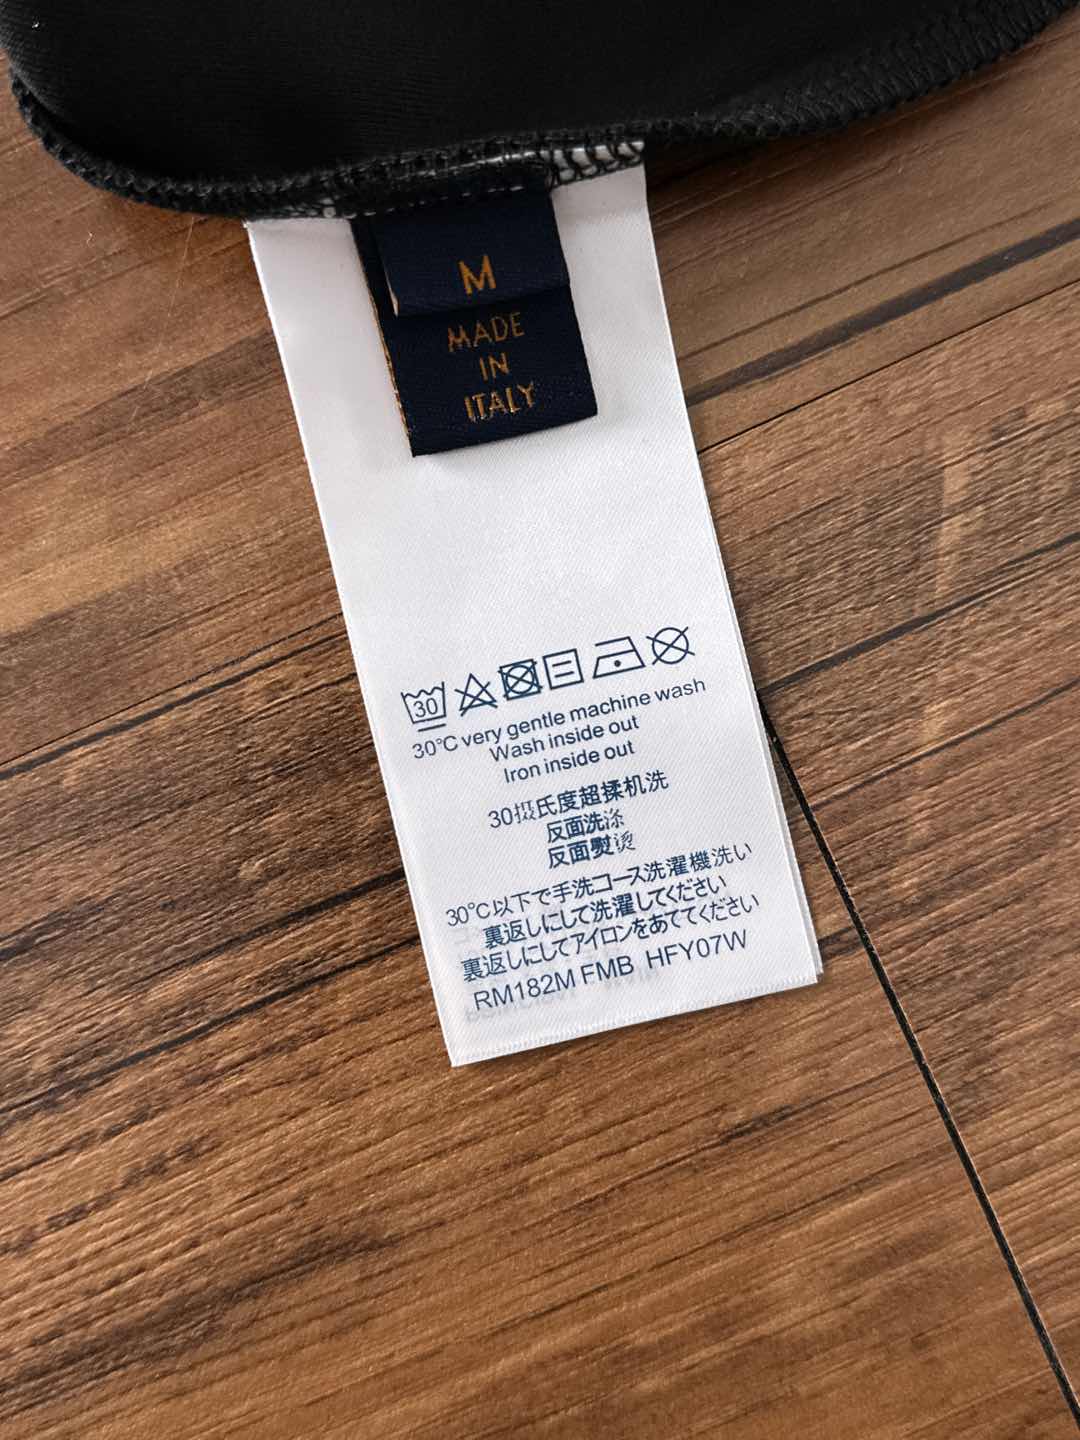 M
MADE
IN
ITALY
30
30°C very gentle machine wash
Wash inside out
Iron inside out
30摄氏度超揉机洗
反面洗涤
反面熨烫
30°C以下で手洗コース洗濯機洗い
裏返しにして洗濯してください
裏返しにしてアイロンをあててください
RM182M FMB HFY07W